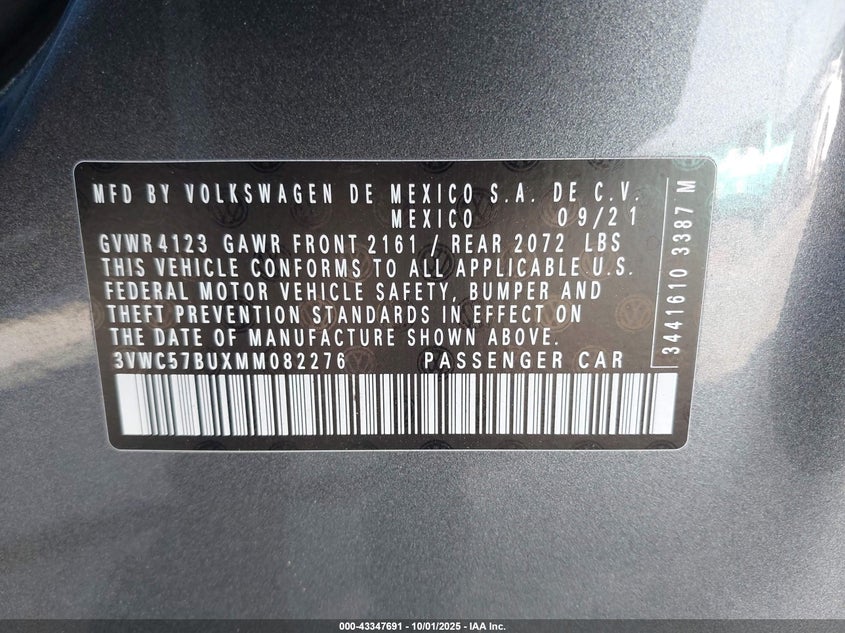 MFD BY VOLKSWAGEN DE MEXICO S.A. DE C.V.
MEXICO 09/21
GVWR 4123 GAWR FRONT 2161 / REAR 2072 LBS
THIS VEHICLE CONFORMS TO ALL APPLICABLE U.S.
FEDERAL MOTOR VEHICLE SAFETY, BUMPER AND
THEFT PREVENTION STANDARDS IN EFFECT ON
THE DATE OF MANUFACTURE SHOWN ABOVE.
3VWC57BUXMM082276 PASSENGER CAR
3441610 3387 M
000-43347691 - 10/01/2025 - IAA Inc.